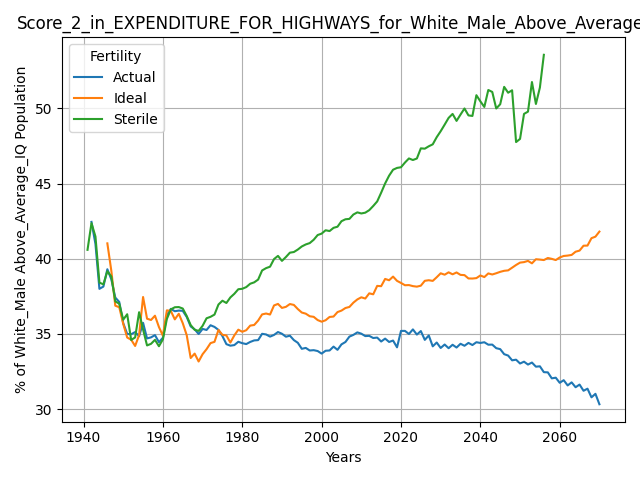 Score_2_in_EXPENDITURE_FOR_HIGHWAYS_for_White_Male_Above_Average
Fertility
Actual
Ideal
Sterile
% of White_Male Above_Average_IQ Population
50
45
40
35
30
1940
1960
1980
2000
2020
2040
2060
Years